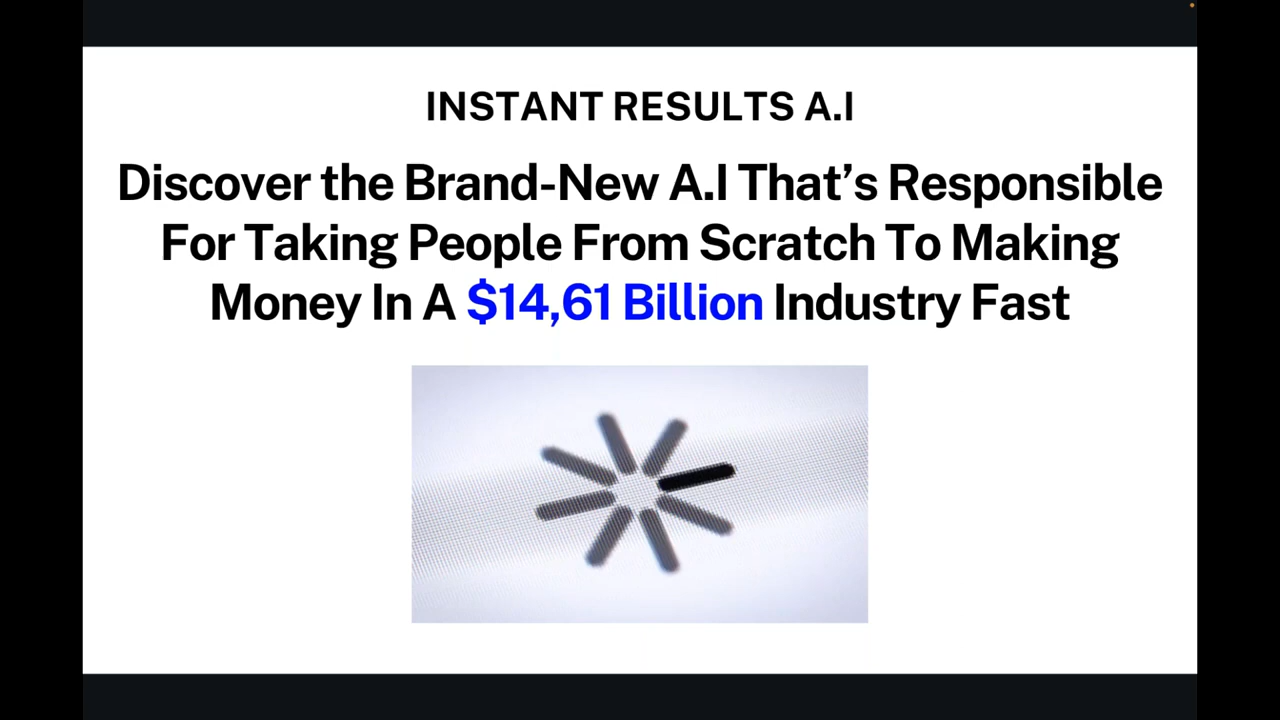 INSTANT RESULTS A.I
Discover the Brand-New A.I That’s Responsible
For Taking People From Scratch To Making
Money In A $14,61 Billion Industry Fast